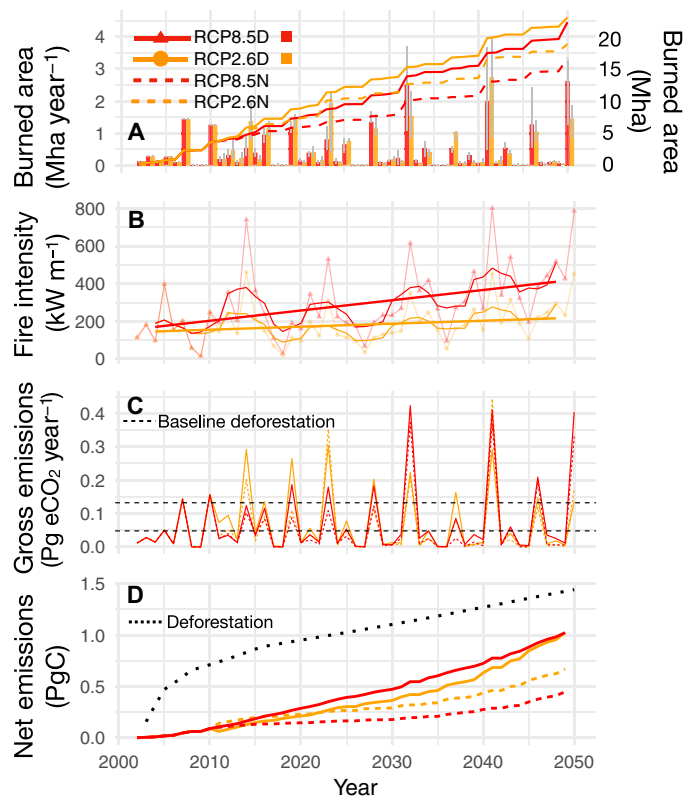 RCP8.5D
RCP2.6D
RCP8.5N
RCP2.6N
A
Burned area
(Mha year−1)
4
3
2
1
0
20
15
10
5
0
Burned area
(Mha)
B
Fire intensity
(kW m−1)
800
600
400
200
0
C
Baseline deforestation
Gross emissions
(Pg eCO2 year−1)
0.4
0.3
0.2
0.1
0.0
D
Deforestation
Net emissions
(PgC)
1.5
1.0
0.5
0.0
2000 2010 2020 2030 2040 2050
Year